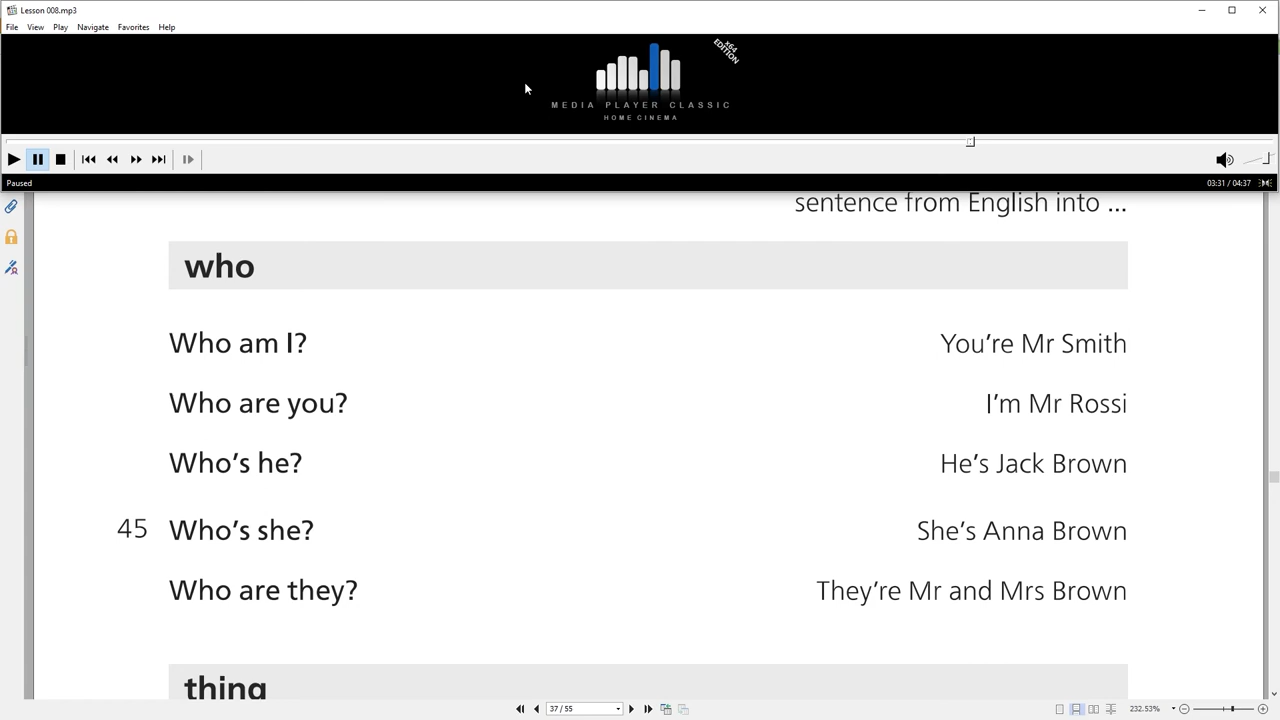 Lesson 008.mp3
File View Play Navigate Favorites Help
x64
EDITION
MEDIA PLAYER CLASSIC
HOME CINEMA
Paused
03:31 / 04:37
sentence from English into ...
who
Who am I? You're Mr Smith
Who are you? I'm Mr Rossi
Who's he? He's Jack Brown
45 Who's she? She's Anna Brown
Who are they? They're Mr and Mrs Brown
thing
37 / 55
232.53%